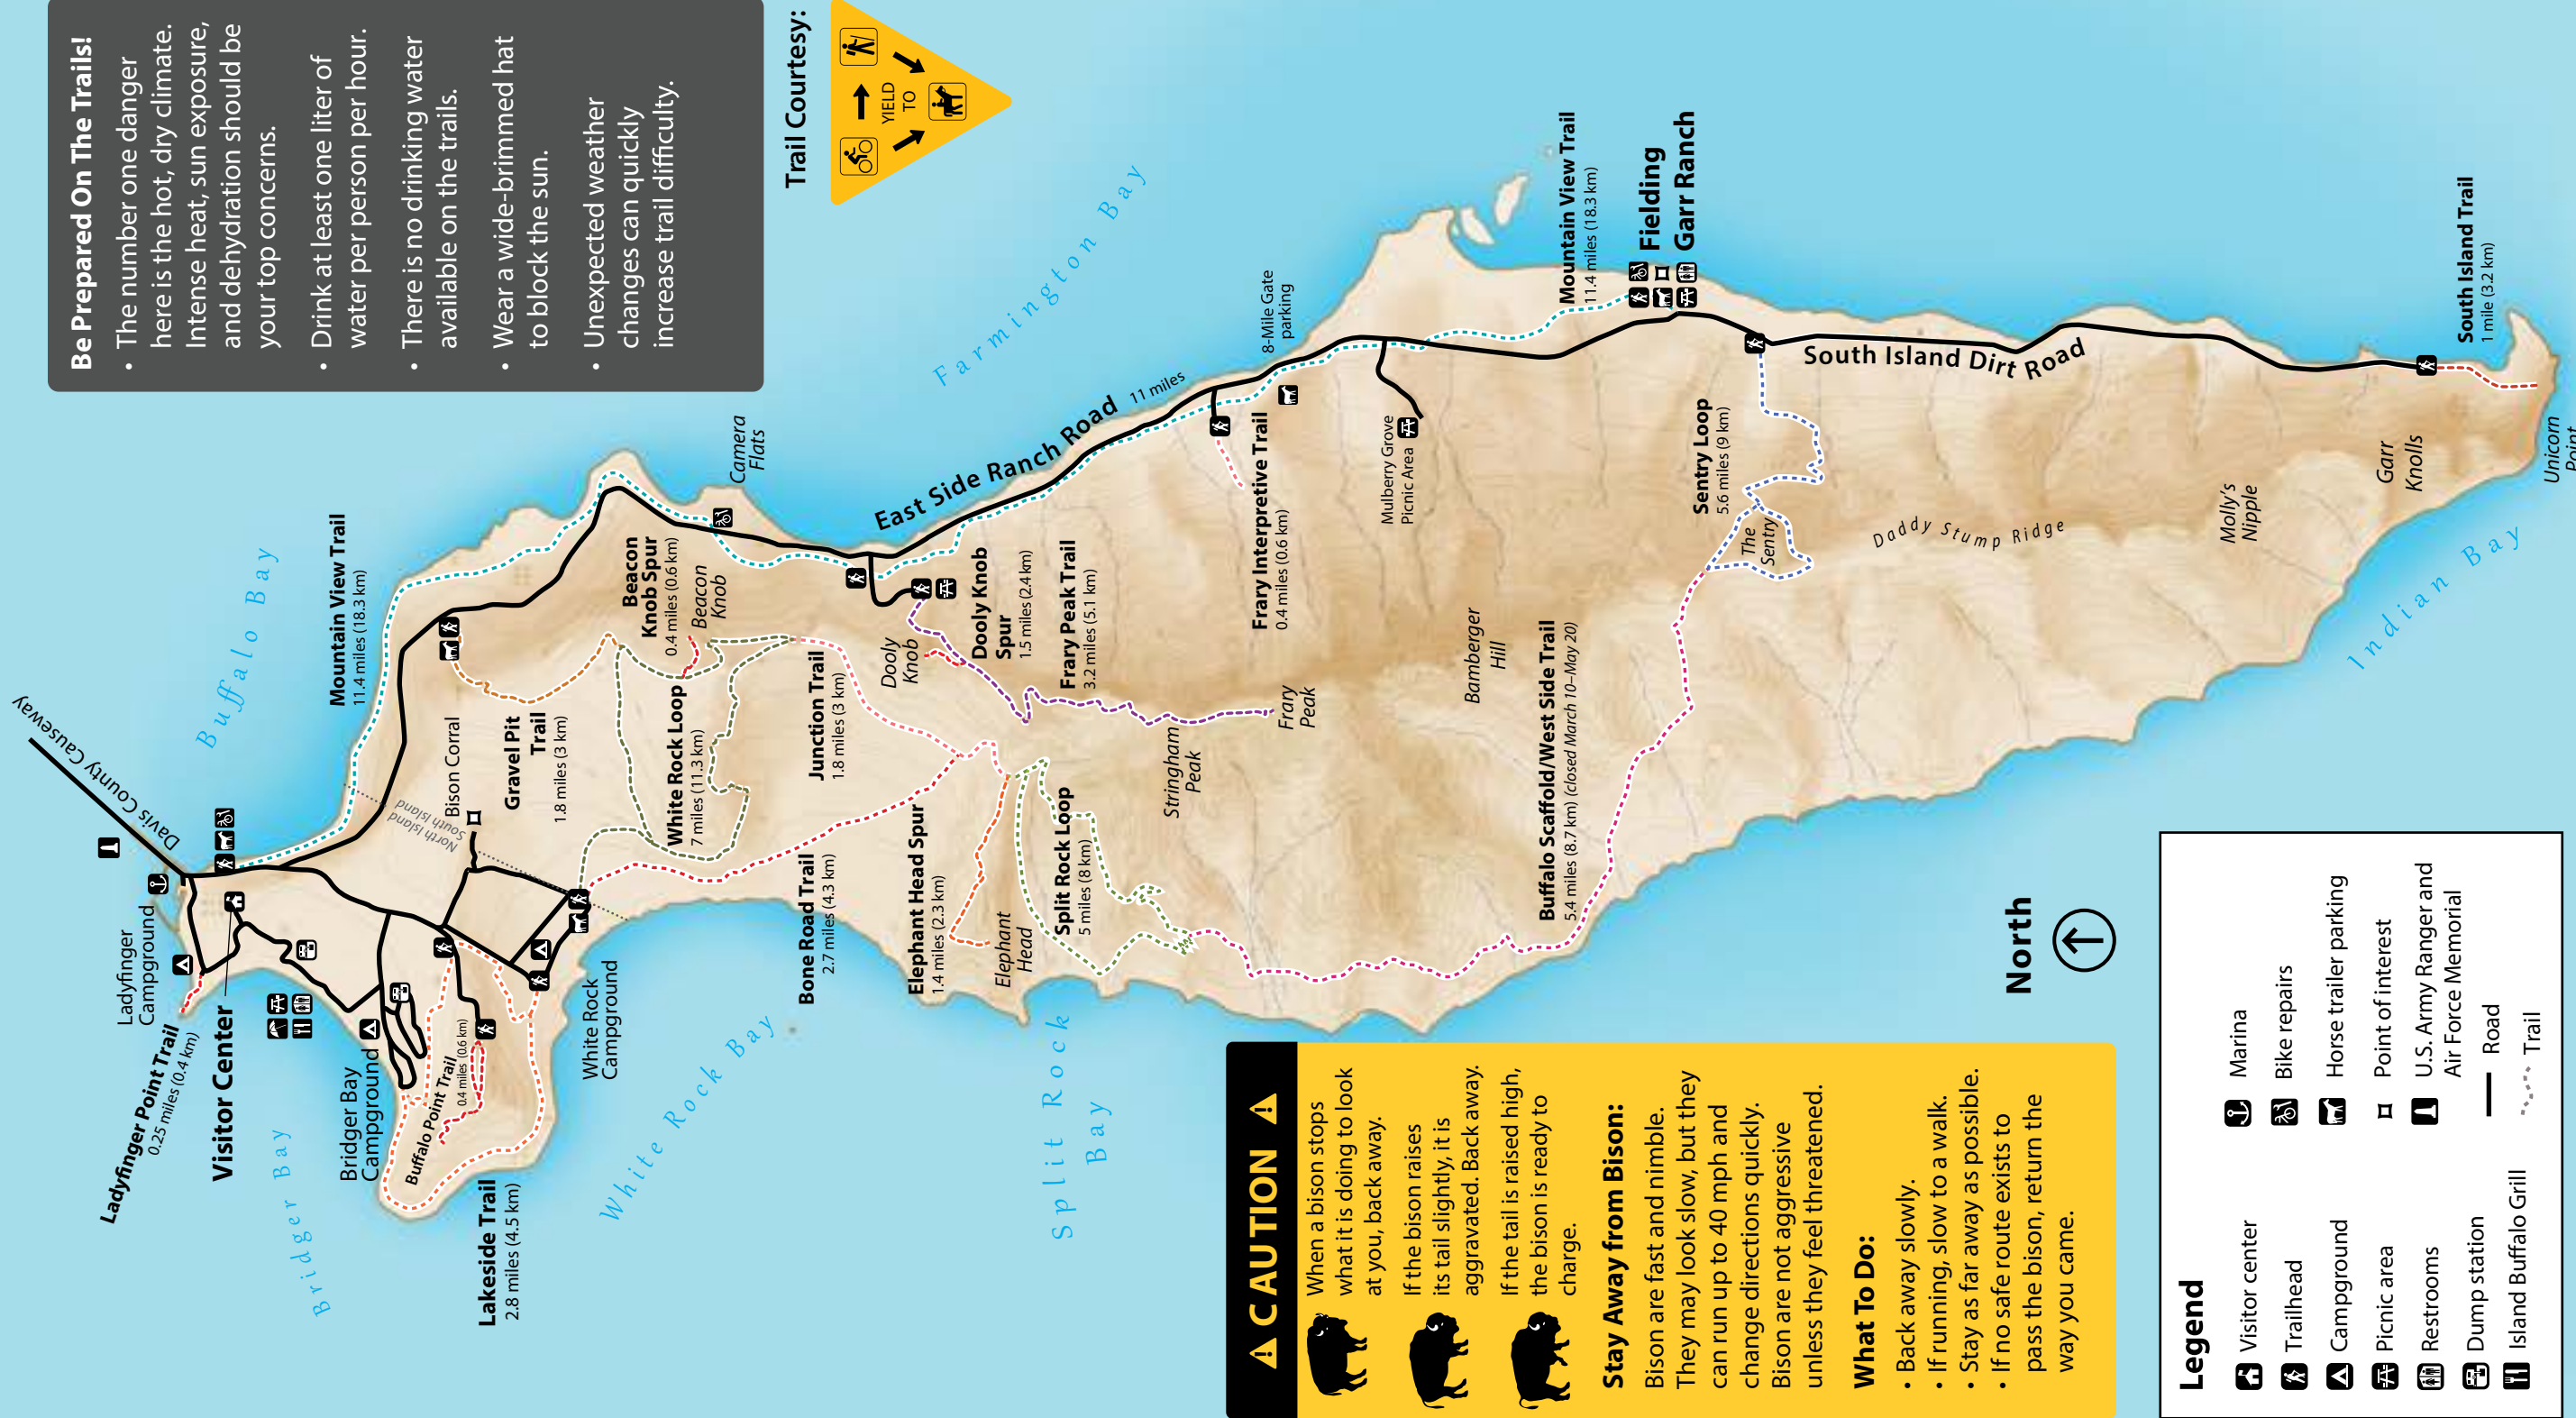 Be Prepared On The Trails!
• The number one danger
here is the hot, dry climate.
Intense heat, sun exposure,
and dehydration should be
your top concerns.
• Drink at least one liter of
water per person per hour.
• There is no drinking water
available on the trails.
• Wear a wide-brimmed hat
to block the sun.
• Unexpected weather
changes can quickly
increase trail difficulty.
Trail Courtesy:
YIELD
TO
Davis County Causeway
Buffalo Bay
Farmington Bay
Ladyfinger
Campground
Ladyfinger Point Trail
0.25 miles (0.4 km)
Visitor Center
Bridger Bay
Bridger Bay
Campground
Buffalo Point Trail
0.4 miles (0.6 km)
Lakeside Trail
2.8 miles (4.5 km)
White Rock
Campground
White Rock Bay
North Island
South Island
Mountain View Trail
11.4 miles (18.3 km)
Bison Corral
Gravel Pit
Trail
1.8 miles (3 km)
Beacon
Knob Spur
0.4 miles (0.6 km)
Beacon
Knob
Camera
Flats
White Rock Loop
7 miles (11.3 km)
Junction Trail
1.8 miles (3 km)
Bone Road Trail
2.7 miles (4.3 km)
Dooly
Knob
Dooly Knob
Spur
1.5 miles (2.4 km)
Frary Peak Trail
3.2 miles (5.1 km)
East Side Ranch Road 11 miles
Elephant Head Spur
1.4 miles (2.3 km)
Elephant
Head
Split Rock Loop
5 miles (8 km)
Split Rock
Bay
Stringham
Peak
Frary
Peak
Frary Interpretive Trail
0.4 miles (0.6 km)
8-Mile Gate
parking
Mulberry Grove
Picnic Area
Bamberger
Hill
Buffalo Scaffold/West Side Trail
5.4 miles (8.7 km) (closed March 10–May 20)
Mountain View Trail
11.4 miles (18.3 km)
Fielding
Garr Ranch
Sentry Loop
5.6 miles (9 km)
The
Sentry
South Island Dirt Road
Daddy Stump Ridge
Molly's
Nipple
Garr
Knolls
South Island Trail
1 mile (3.2 km)
Unicorn
Point
Indian Bay
North
CAUTION
When a bison stops
what it is doing to look
at you, back away.
If the bison raises
its tail slightly, it is
aggravated. Back away.
If the tail is raised high,
the bison is ready to
charge.
Stay Away from Bison:
Bison are fast and nimble.
They may look slow, but they
can run up to 40 mph and
change directions quickly.
Bison are not aggressive
unless they feel threatened.
What To Do:
• Back away slowly.
• If running, slow to a walk.
• Stay as far away as possible.
• If no safe route exists to
pass the bison, return the
way you came.
Legend
Visitor center
Trailhead
Campground
Picnic area
Restrooms
Dump station
Island Buffalo Grill
Marina
Bike repairs
Horse trailer parking
Point of interest
U.S. Army Ranger and
Air Force Memorial
Road
Trail